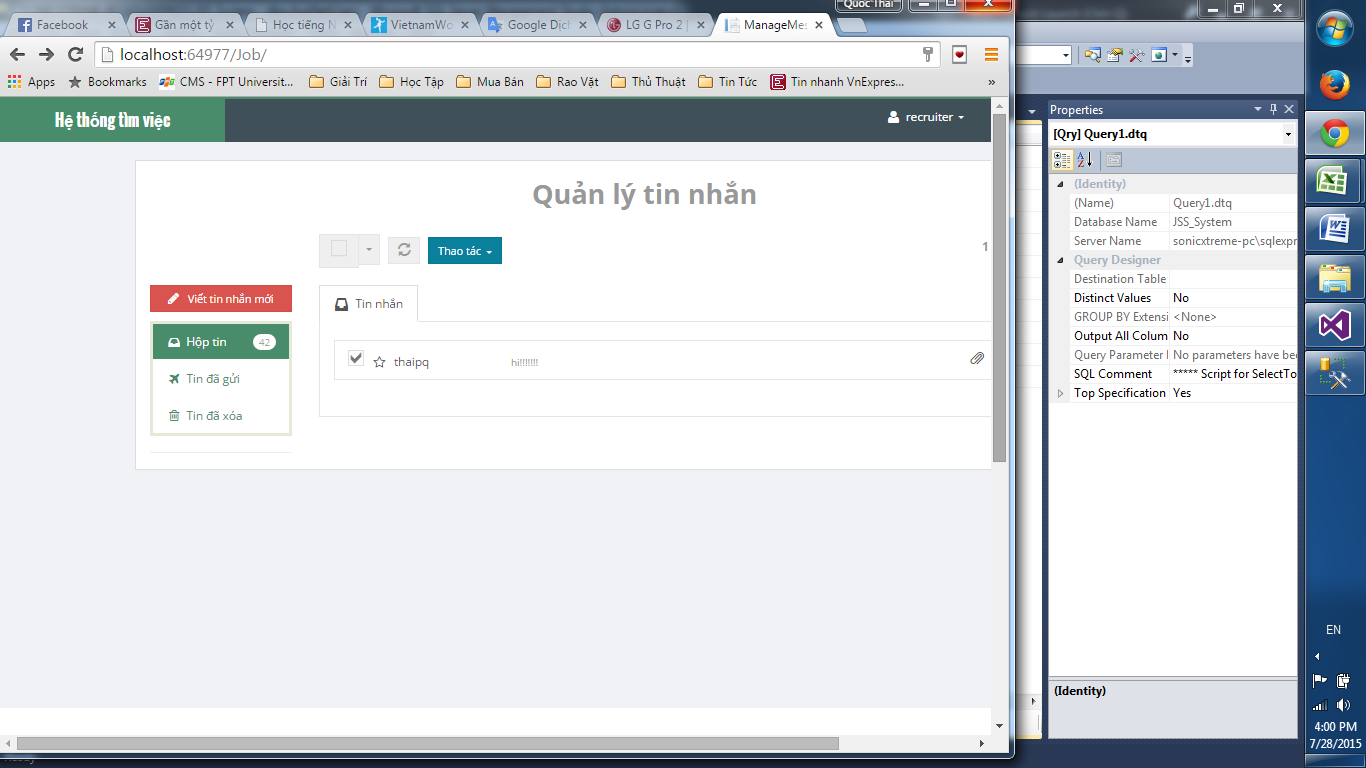 Quốc Thái
Facebook
Gần một tỷ
Học tiếng N
VietnamWo
Google Dịch
LG G Pro 2 |
ManageMes
localhost:64977/Job/
Apps
Bookmarks
CMS - FPT Universit...
Giải Trí
Học Tập
Mua Bán
Rao Vặt
Thủ Thuật
Tin Tức
Tin nhanh VnExpres...
»
Hệ thống tìm việc
recruiter
Quản lý tin nhắn
Thao tác
1
Viết tin nhắn mới
Hộp tin 42
Tin đã gửi
Tin đã xóa
Tin nhắn
thaipq hi!!!!!!!
Properties
[Qry] Query1.dtq
(Identity)
(Name) Query1.dtq
Database Name JSS_System
Server Name sonicxtreme-pc\sqlexpr
Query Designer
Destination Table
Distinct Values No
GROUP BY Extensi <None>
Output All Colum No
Query Parameter No parameters have bee
SQL Comment ***** Script for SelectTo
Top Specification Yes
(Identity)
EN
4:00 PM
7/28/2015